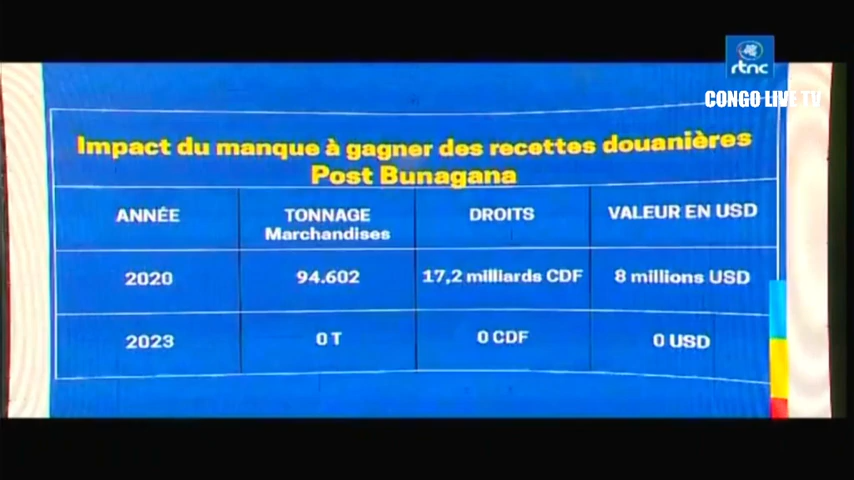 rtnc
CONGO LIVE TV
Impact du manque à gagner des recettes douanières
Post Bunagana
ANNÉE
TONNAGE
Marchandises
DROITS
VALEUR EN USD
2020
94.602
17,2 milliards CDF
8 millions USD
2023
0 T
0 CDF
0 USD